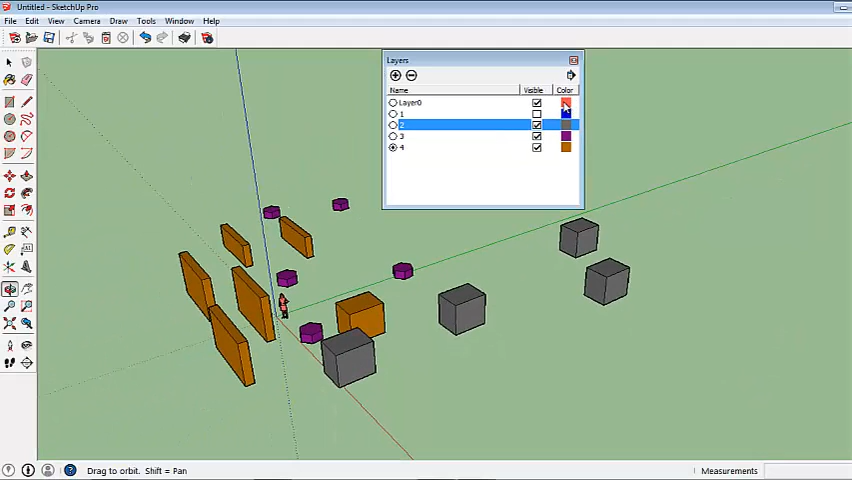 Untitled - SketchUp Pro
File Edit View Camera Draw Tools Window Help
Layers
Name Visible Color
Layer0
1
2
3
4
Drag to orbit. Shift = Pan
Measurements